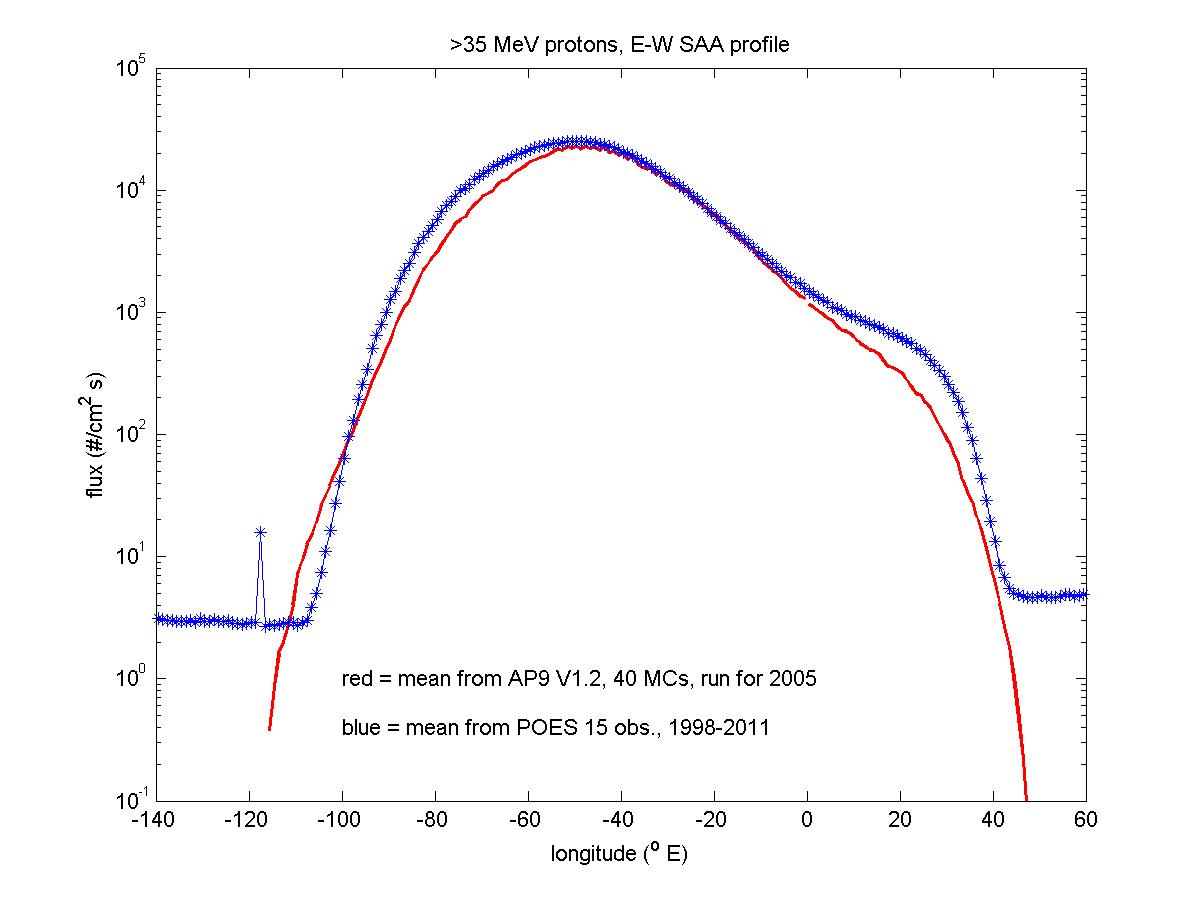 >35 MeV protons, E-W SAA profile
10^5
10^4
10^3
10^2
10^1
10^0
10^-1
flux (#/cm^2 s)
red = mean from AP9 V1.2, 40 MCs, run for 2005
blue = mean from POES 15 obs., 1998-2011
-140 -120 -100 -80 -60 -40 -20 0 20 40 60
longitude (° E)